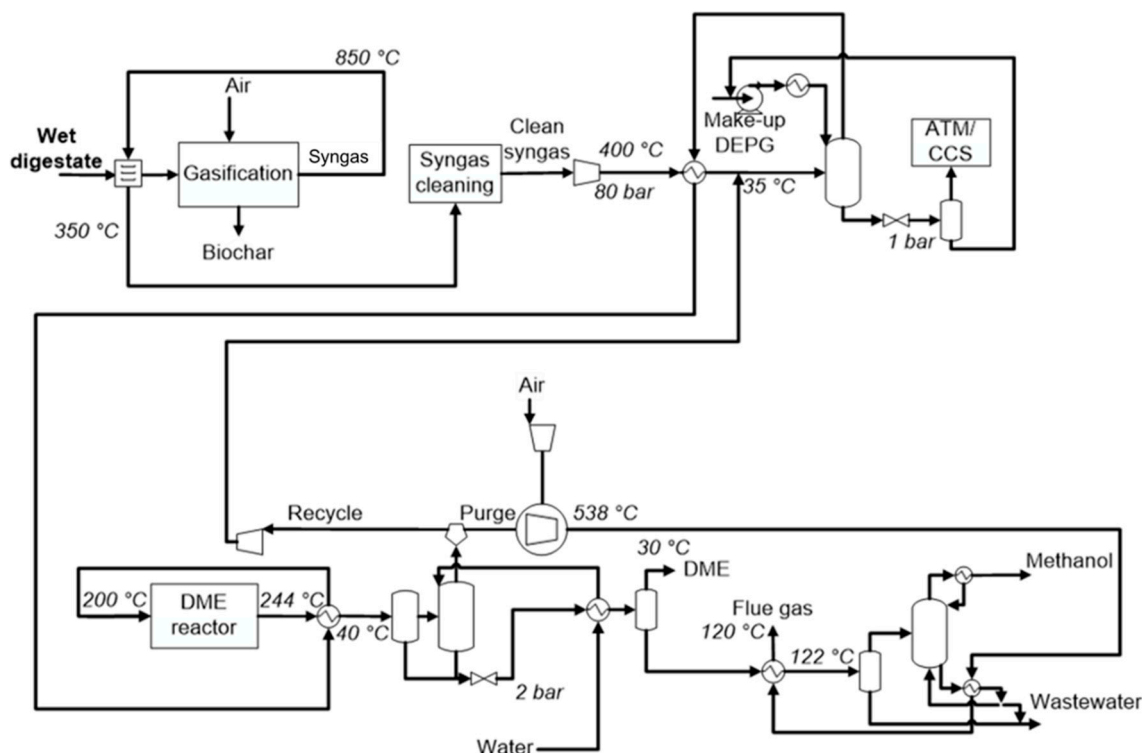 850 °C
Air
Wet
digestate
Gasification
Syngas
350 °C
Biochar
Syngas
cleaning
Clean
syngas
400 °C
80 bar
Make-up
DEPG
35 °C
ATM/
CCS
1 bar
Air
Recycle
Purge
538 °C
200 °C
DME
reactor
244 °C
40 °C
2 bar
Water
30 °C
DME
Flue gas
120 °C
122 °C
Methanol
Wastewater